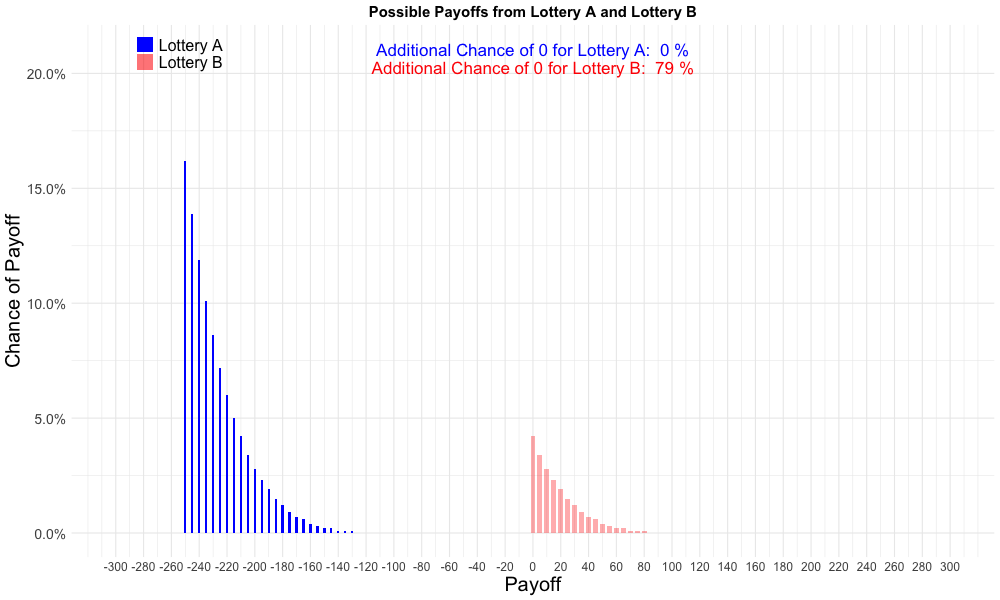 Possible Payoffs from Lottery A and Lottery B
Lottery A
Lottery B
Additional Chance of 0 for Lottery A:  0 %
Additional Chance of 0 for Lottery B:  79 %
Chance of Payoff
20.0%
15.0%
10.0%
5.0%
0.0%
-300 -280 -260 -240 -220 -200 -180 -160 -140 -120 -100 -80 -60 -40 -20 0 20 40 60 80 100 120 140 160 180 200 220 240 260 280 300
Payoff